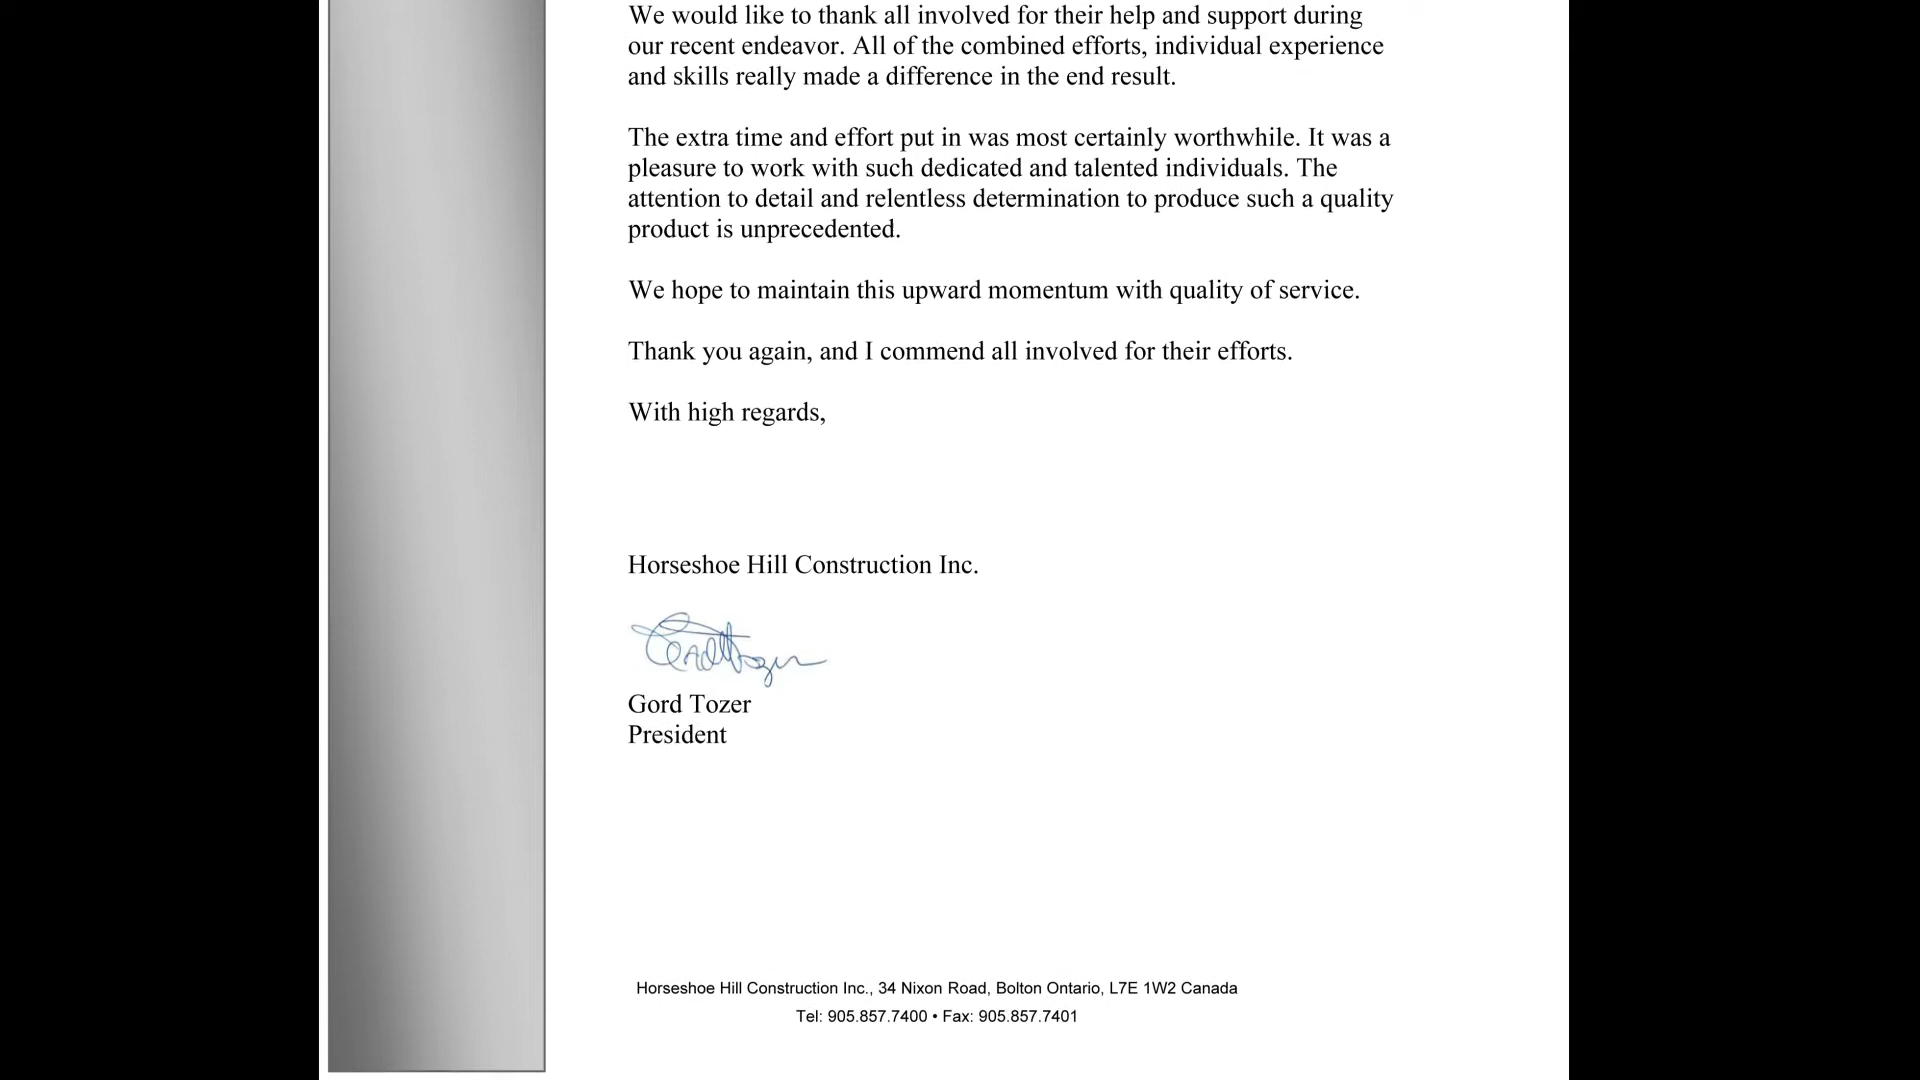 We would like to thank all involved for their help and support during
our recent endeavor. All of the combined efforts, individual experience
and skills really made a difference in the end result.
The extra time and effort put in was most certainly worthwhile. It was a
pleasure to work with such dedicated and talented individuals. The
attention to detail and relentless determination to produce such a quality
product is unprecedented.
We hope to maintain this upward momentum with quality of service.
Thank you again, and I commend all involved for their efforts.
With high regards,
Horseshoe Hill Construction Inc.
Gord Tozer
Gord Tozer
President
Horseshoe Hill Construction Inc., 34 Nixon Road, Bolton Ontario, L7E 1W2 Canada
Tel: 905.857.7400 • Fax: 905.857.7401